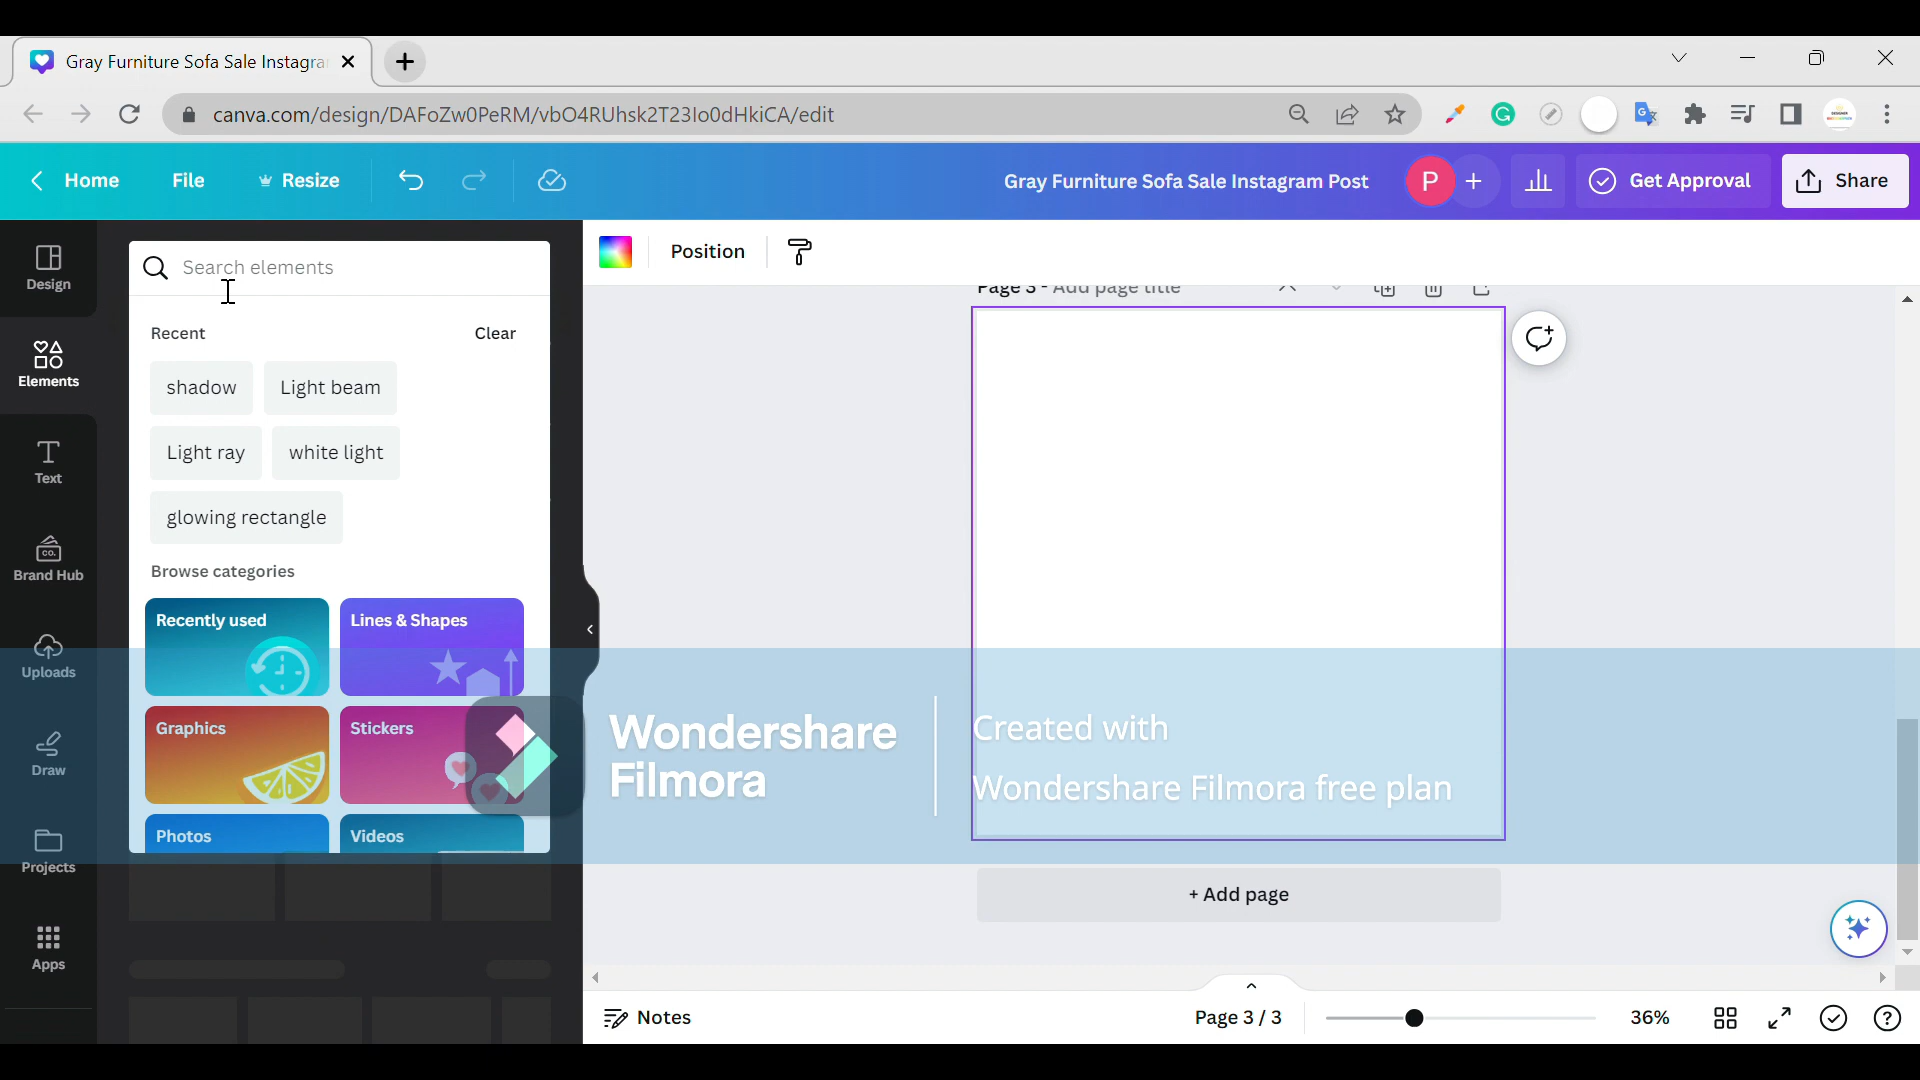 Gray Furniture Sofa Sale Instagra
canva.com/design/DAFoZw0PeRM/vbO4RUhsk2T23Io0dHkiCA/edit
Home
File
Resize
Gray Furniture Sofa Sale Instagram Post
P
Get Approval
Share
Design
Elements
Text
Brand Hub
CO.
Uploads
Draw
Projects
Apps
Search elements
Recent
Clear
shadow
Light beam
Light ray
white light
glowing rectangle
Browse categories
Recently used
Lines & Shapes
Graphics
Stickers
Photos
Videos
Position
Page 3 - Add page title
Wondershare
Filmora
Created with
Wondershare Filmora free plan
+ Add page
Notes
Page 3 / 3
36%